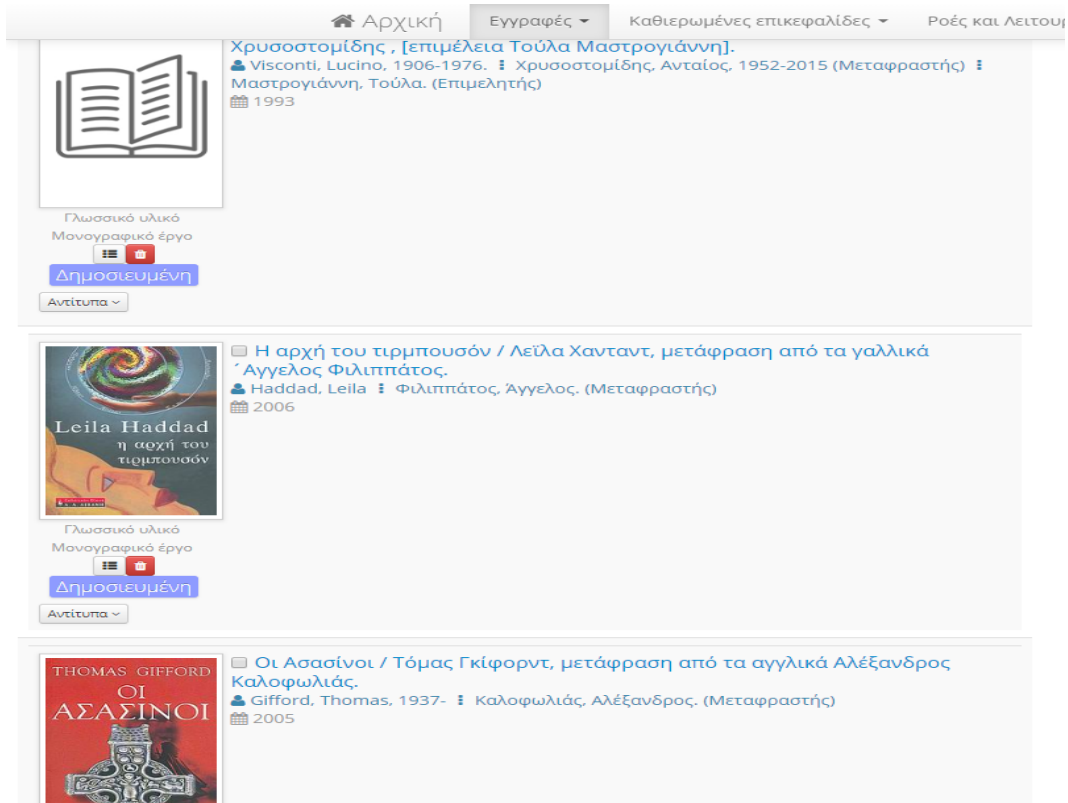 Αρχική Εγγραφές Καθιερωμένες επικεφαλίδες Ροές και Λειτουρ
Χρυσοστομίδης , [επιμέλεια Τούλα Μαστρογιάννη].
Visconti, Lucino, 1906-1976. Χρυσοστομίδης, Ανταίος, 1952-2015 (Μεταφραστής)
Μαστρογιάννη, Τούλα. (Επιμελητής)
1993
Γλωσσικό υλικό
Μονογραφικό έργο
Δημοσιευμένη
Αντίτυπα
Η αρχή του τιρμπουσόν / Λεϊλα Χανταντ, μετάφραση από τα γαλλικά
΄Αγγελος Φιλιππάτος.
Haddad, Leila Φιλιππάτος, Άγγελος. (Μεταφραστής)
2006
Leila Haddad
η αρχή του
τιρμπουσόν
Γλωσσικό υλικό
Μονογραφικό έργο
Δημοσιευμένη
Αντίτυπα
Οι Ασασίνοι / Τόμας Γκίφορντ, μετάφραση από τα αγγλικά Αλέξανδρος
Καλοφωλιάς.
Gifford, Thomas, 1937- Καλοφωλιάς, Αλέξανδρος. (Μεταφραστής)
2005
THOMAS GIFFORD
ΟΙ
ΑΣΑΣΙΝΟΙ